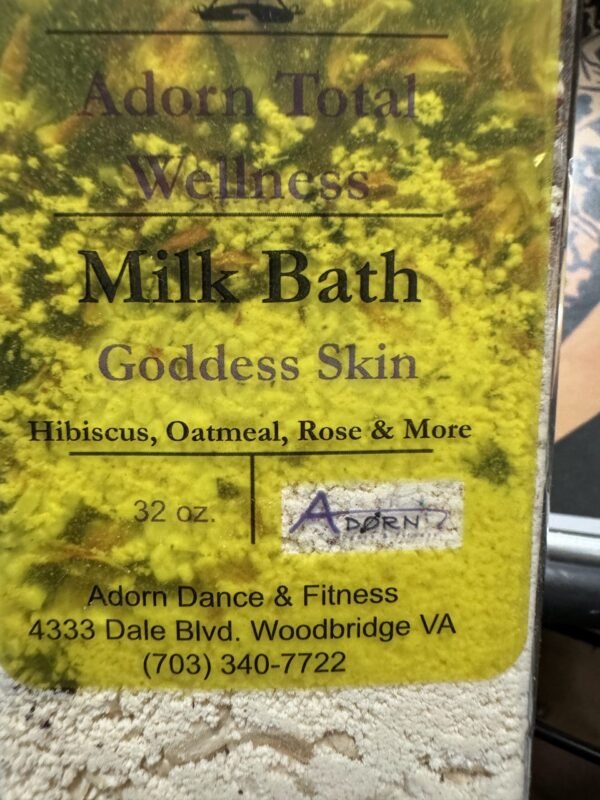 Adorn Total
Wellness
Milk Bath
Goddess Skin
Hibiscus, Oatmeal, Rose & More
32 oz.
ADORN
Adorn Dance & Fitness
4333 Dale Blvd. Woodbridge VA
(703) 340-7722